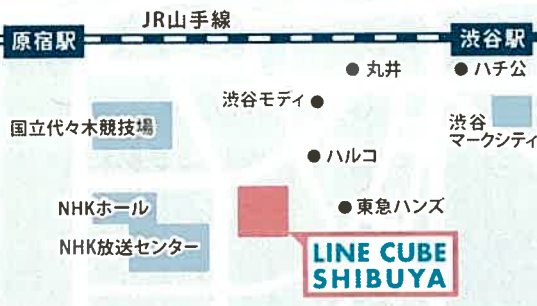 JR山手線
原宿駅
渋谷駅
丸井
ハチ公
渋谷モディ
国立代々木競技場
渋谷
マークシティ
ハルコ
NHKホール
東急ハンズ
NHK放送センター
LINE CUBE
SHIBUYA